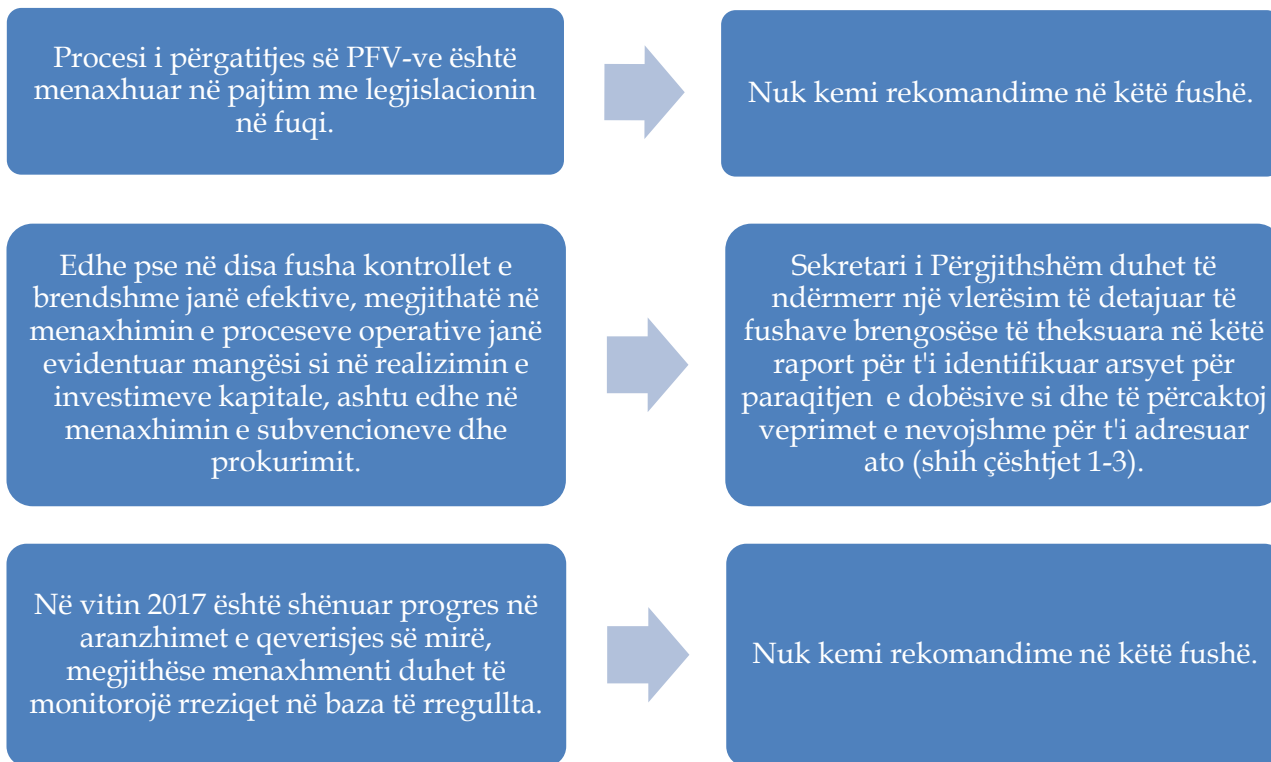 Procesi i përgatitjes së PFV-ve është
menaxhuar në pajtim me legjislacionin
në fuqi.
Nuk kemi rekomandime në këtë fushë.
Edhe pse në disa fusha kontrollet e
brendshme janë efektive, megjithatë në
menaxhimin e proceseve operative janë
evidentuar mangësi si në realizimin e
investimeve kapitale, ashtu edhe në
menaxhimin e subvencioneve dhe
prokurimit.
Sekretari i Përgjithshëm duhet të
ndërmerr një vlerësim të detajuar të
fushave brengosëse të theksuara në këtë
raport për t'i identifikuar arsyet për
paraqitjen e dobësive si dhe të përcaktoj
veprimet e nevojshme për t'i adresuar
ato (shih çështjet 1-3).
Në vitin 2017 është shënuar progres në
aranzhimet e qeverisjes së mirë,
megjithëse menaxhmenti duhet të
monitorojë rreziqet në baza të rregullta.
Nuk kemi rekomandime në këtë fushë.